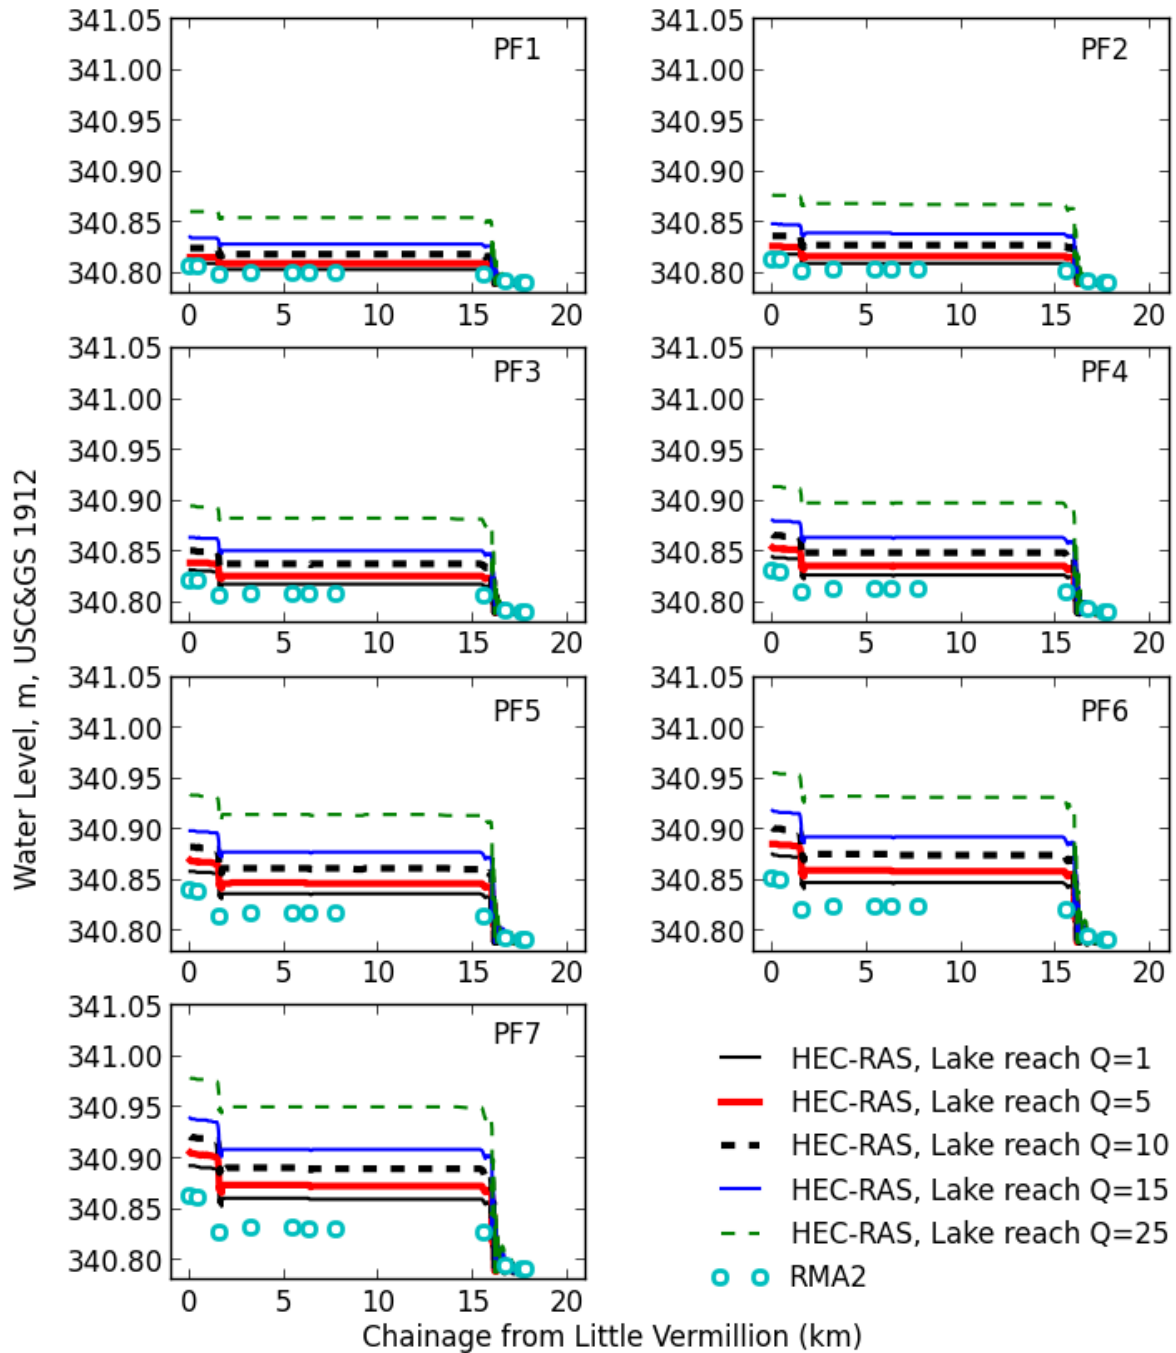 341.05
341.00
340.95
340.90
340.85
340.80
0 5 10 15 20
PF1
341.05
341.00
340.95
340.90
340.85
340.80
0 5 10 15 20
PF2
341.05
341.00
340.95
340.90
340.85
340.80
0 5 10 15 20
PF3
341.05
341.00
340.95
340.90
340.85
340.80
0 5 10 15 20
PF4
341.05
341.00
340.95
340.90
340.85
340.80
0 5 10 15 20
PF5
341.05
341.00
340.95
340.90
340.85
340.80
0 5 10 15 20
PF6
341.05
341.00
340.95
340.90
340.85
340.80
0 5 10 15 20
PF7
Water Level, m, USC&GS 1912
Chainage from Little Vermillion (km)
HEC-RAS, Lake reach Q=1
HEC-RAS, Lake reach Q=5
HEC-RAS, Lake reach Q=10
HEC-RAS, Lake reach Q=15
HEC-RAS, Lake reach Q=25
RMA2